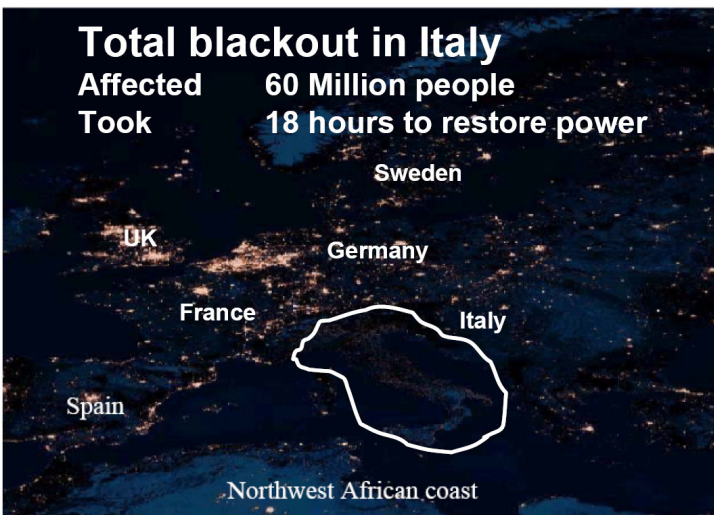 Total blackout in Italy
Affected 60 Million people
Took 18 hours to restore power
Sweden
UK
Germany
France
Italy
Spain
Northwest African coast